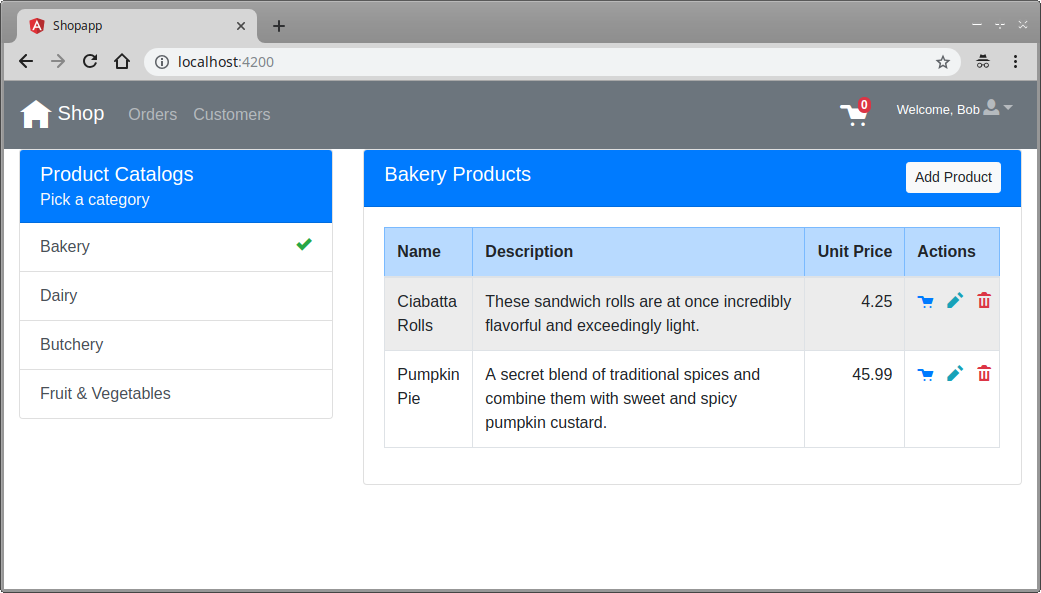 Shopapp
localhost:4200
Shop Orders Customers 0 Welcome, Bob
Product Catalogs
Pick a category
Bakery
Dairy
Butchery
Fruit & Vegetables
Bakery Products Add Product
Name Description Unit Price Actions
Ciabatta These sandwich rolls are at once incredibly 4.25
Rolls flavorful and exceedingly light.
Pumpkin A secret blend of traditional spices and 45.99
Pie combine them with sweet and spicy
pumpkin custard.